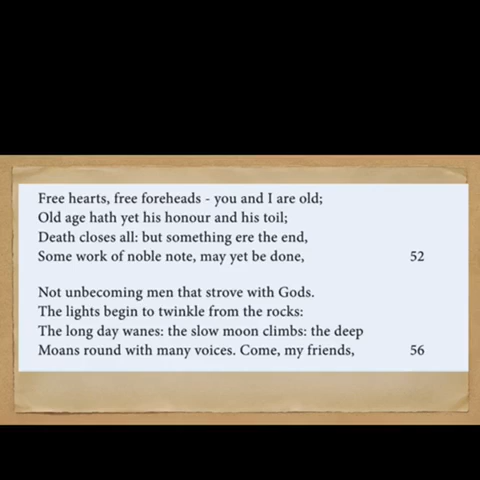 Free hearts, free foreheads - you and I are old;
Old age hath yet his honour and his toil;
Death closes all: but something ere the end,
Some work of noble note, may yet be done, 52
Not unbecoming men that strove with Gods.
The lights begin to twinkle from the rocks:
The long day wanes: the slow moon climbs: the deep
Moans round with many voices. Come, my friends, 56